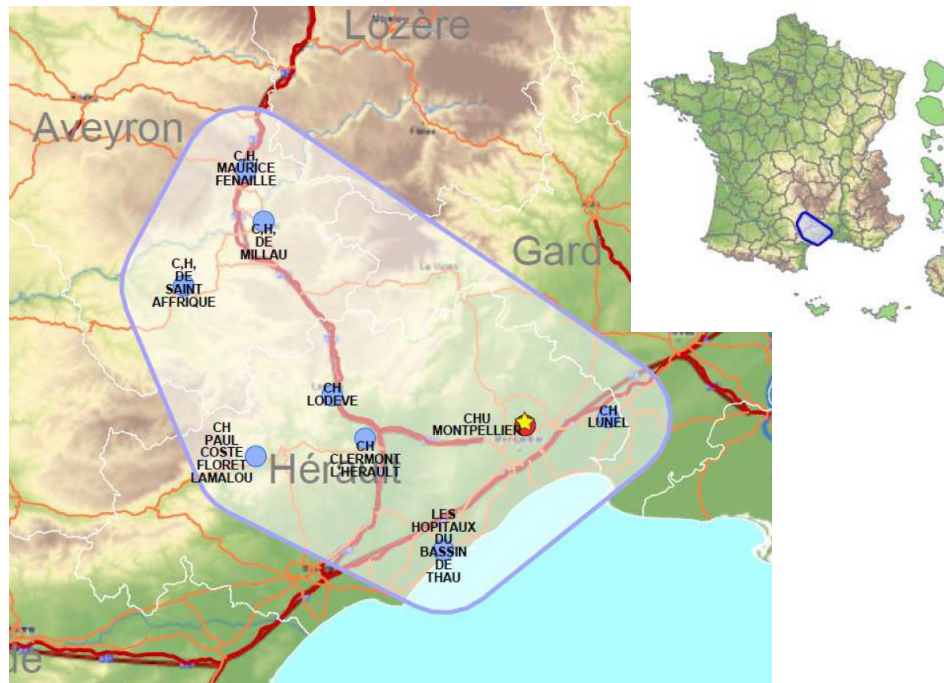 Lozère
Aveyron
C,H,
MAURICE
FENAILLE
C,H,
DE
MILLAU
Gard
C,H,
DE
SAINT
AFFRIQUE
CH
LODEVE
CHU
MONTPELLIER
CH
LUNEL
CH
PAUL
COSTE
FLORET
LAMALOU
CH
CLERMONT
L'HERAULT
Hérault
LES
HOPITAUX
DU
BASSIN
DE
THAU
de